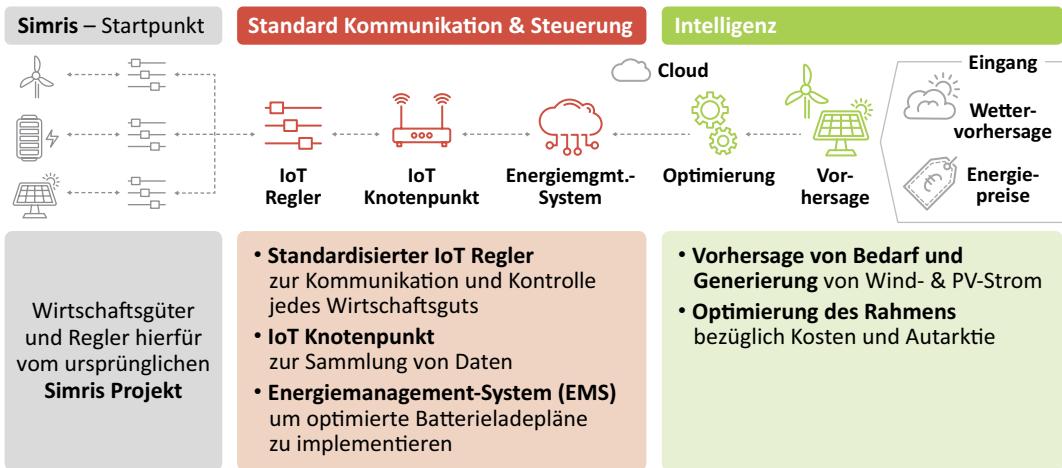 Simris – Startpunkt
Standard Kommunikation & Steuerung
Intelligenz
Cloud
Eingang
Wetter-
vorhersage
Energie-
preise
IoT
Regler
IoT
Knotenpunkt
Energiemgmt.-
System
Optimierung
Vor-
hersage
Wirtschaftsgüter
und Regler hierfür
vom ursprünglichen
Simris Projekt
• Standardisierter IoT Regler
zur Kommunikation und Kontrolle
jedes Wirtschaftsguts
• IoT Knotenpunkt
zur Sammlung von Daten
• Energiemanagement-System (EMS)
um optimierte Batterieladepläne
zu implementieren
• Vorhersage von Bedarf und
Generierung von Wind- & PV-Strom
• Optimierung des Rahmens
bezüglich Kosten und Autarktie